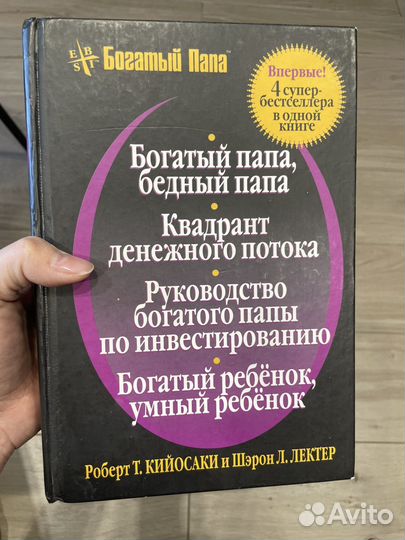 E B S
Богатый Папа™
Впервые!
4 супер-
бестселлера
в одной
книге
Богатый папа,
бедный папа
Квадрант
денежного потока
Руководство
богатого папы
по инвестированию
Богатый ребёнок,
умный ребёнок
Роберт Т. КИЙОСАКИ и Шэрон Л. ЛЕКТЕР
Avito